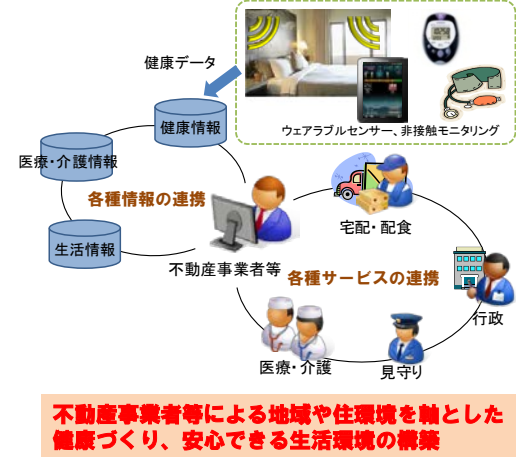 健康データ
ウェアラブルセンサー、非接触モニタリング
健康情報
医療・介護情報
各種情報の連携
生活情報
不動産事業者等
宅配・配食
各種サービスの連携
行政
医療・介護
見守り
不動産事業者等による地域や住環境を軸とした
健康づくり、安心できる生活環境の構築